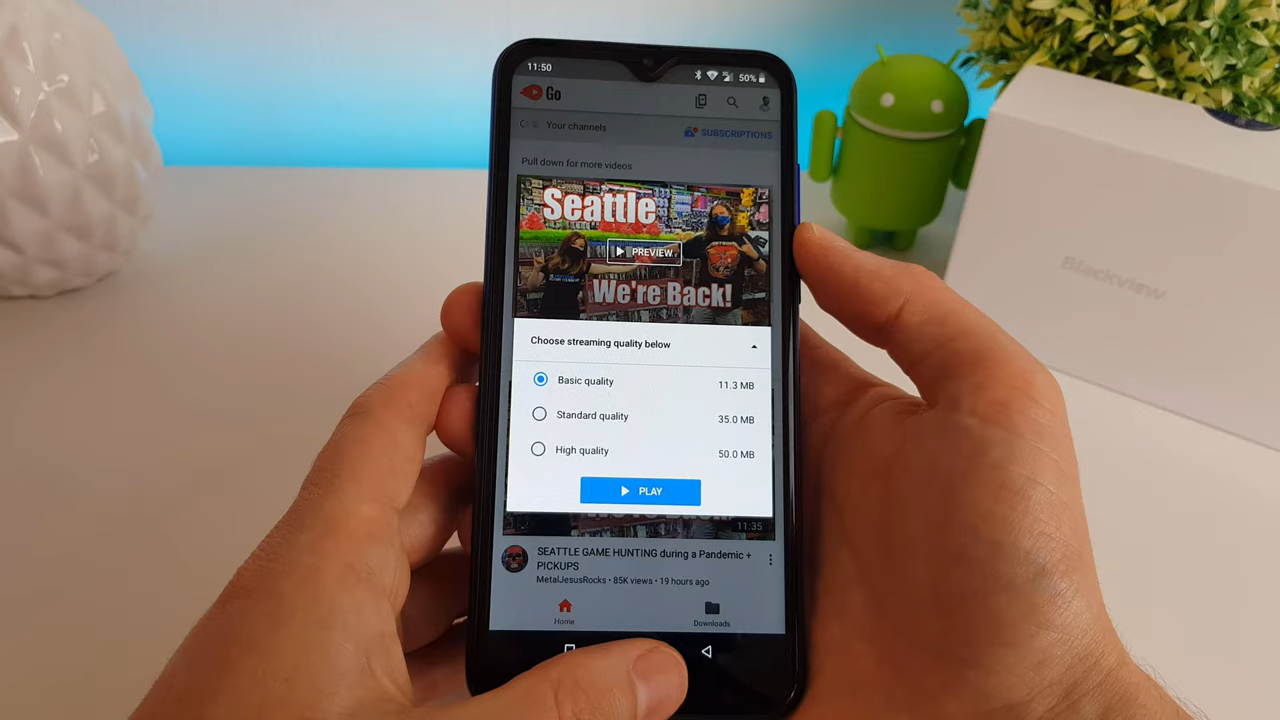 11:50
50%
Go
Your channels
SUBSCRIPTIONS
Pull down for more videos
Seattle
PREVIEW
We're Back!
Choose streaming quality below
Basic quality 11.3 MB
Standard quality 35.0 MB
High quality 50.0 MB
PLAY
11:35
SEATTLE GAME HUNTING during a Pandemic +
PICKUPS
MetalJesusRocks • 85K views • 19 hours ago
Home
Downloads
Blackview